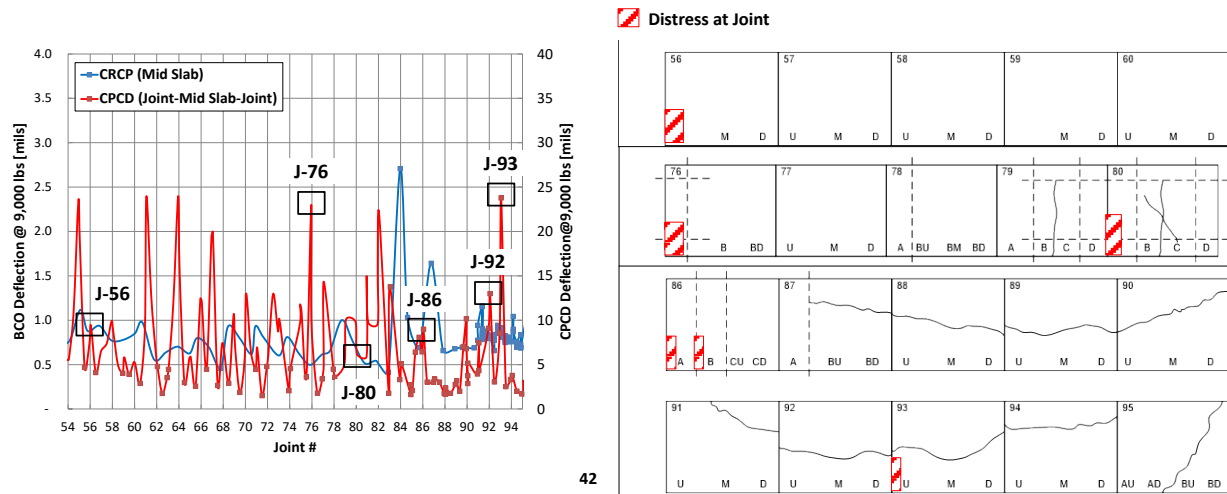 Distress at Joint
4.0
3.5
3.0
2.5
2.0
1.5
1.0
0.5
-
BCO Deflection @ 9,000 lbs [mils]
CRCP (Mid Slab)
CPCD (Joint-Mid Slab-Joint)
J-56
J-76
J-80
J-86
J-92
J-93
40
35
30
25
20
15
10
5
0
CPCD Deflection@9,000 lbs [mils]
54 56 58 60 62 64 66 68 70 72 74 76 78 80 82 84 86 88 90 92 94
Joint #
42
56 57 58 59 60
M D U M D U M D M D U M D
76 77 78 79 80
B BD U M D A BU BM BD A B C D B C D
86 87 88 89 90
A B CU CD A BU BD U M D U M D U M D
91 92 93 94 95
U M D U M D U M D U M D AU AD BU BD